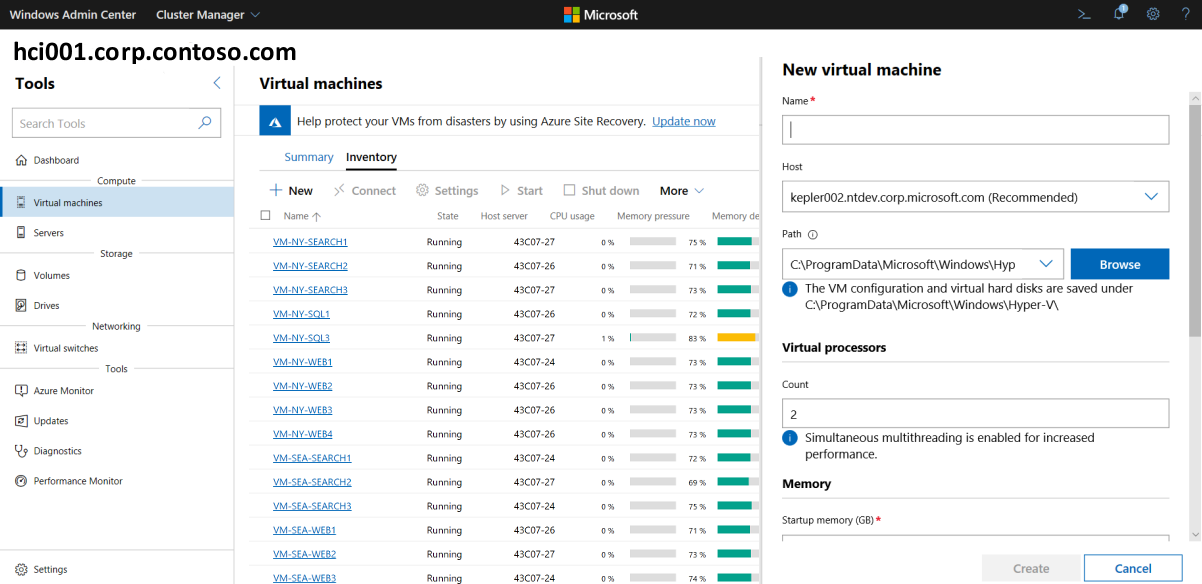 Windows Admin Center
Cluster Manager
Microsoft
1
hci001.corp.contoso.com
Tools
Search Tools
Dashboard
Compute
Virtual machines
Servers
Storage
Volumes
Drives
Networking
Virtual switches
Tools
Azure Monitor
Updates
Diagnostics
Performance Monitor
Settings
Virtual machines
Help protect your VMs from disasters by using Azure Site Recovery. Update now
Summary Inventory
New Connect Settings Start Shut down More
Name State Host server CPU usage Memory pressure Memory de
VM-NY-SEARCH1 Running 43C07-27 0 % 75 %
VM-NY-SEARCH2 Running 43C07-26 0 % 71 %
VM-NY-SEARCH3 Running 43C07-27 0 % 73 %
VM-NY-SQL1 Running 43C07-26 0 % 72 %
VM-NY-SQL3 Running 43C07-27 1 % 83 %
VM-NY-WEB1 Running 43C07-24 0 % 73 %
VM-NY-WEB2 Running 43C07-26 0 % 73 %
VM-NY-WEB3 Running 43C07-26 0 % 73 %
VM-NY-WEB4 Running 43C07-26 0 % 73 %
VM-SEA-SEARCH1 Running 43C07-24 0 % 72 %
VM-SEA-SEARCH2 Running 43C07-27 0 % 69 %
VM-SEA-SEARCH3 Running 43C07-24 0 % 75 %
VM-SEA-WEB1 Running 43C07-26 0 % 71 %
VM-SEA-WEB2 Running 43C07-27 0 % 73 %
VM-SEA-WEB3 Running 43C07-24 0 % 74 %
New virtual machine
Name*
Host
kepler002.ntdev.corp.microsoft.com (Recommended)
Path
C:\ProgramData\Microsoft\Windows\Hyp
Browse
The VM configuration and virtual hard disks are saved under
C:\ProgramData\Microsoft\Windows\Hyper-V\
Virtual processors
Count
2
Simultaneous multithreading is enabled for increased
performance.
Memory
Startup memory (GB)*
Create Cancel